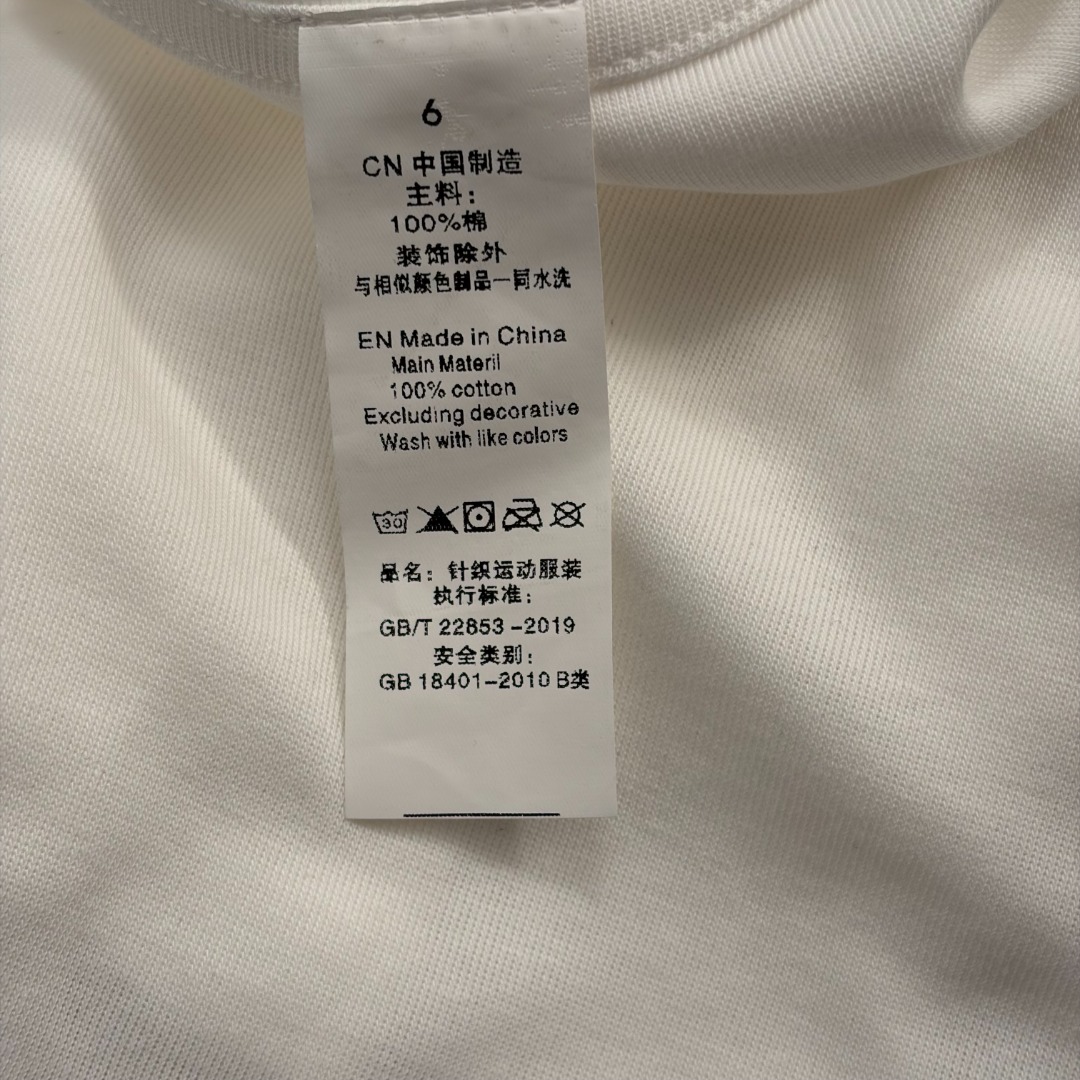 6
CN 中国制造
主料：
100%棉
装饰除外
与相似颜色制品一同水洗
EN Made in China
Main Materil
100% cotton
Excluding decorative
Wash with like colors
30
品名：针织运动服装
执行标准：
GB/T 22853-2019
安全类别：
GB 18401-2010 B类